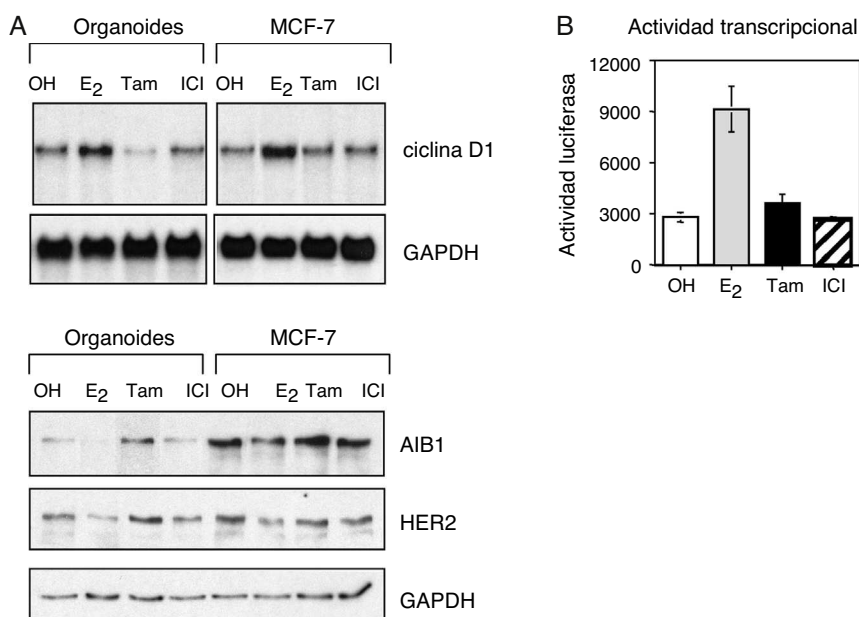 A
Organoides MCF-7
OH E2 Tam ICI OH E2 Tam ICI
ciclina D1
GAPDH
Organoides MCF-7
OH E2 Tam ICI OH E2 Tam ICI
AIB1
HER2
GAPDH
B Actividad transcripcional
Actividad luciferasa
12000
9000
6000
3000
0
OH E2 Tam ICI